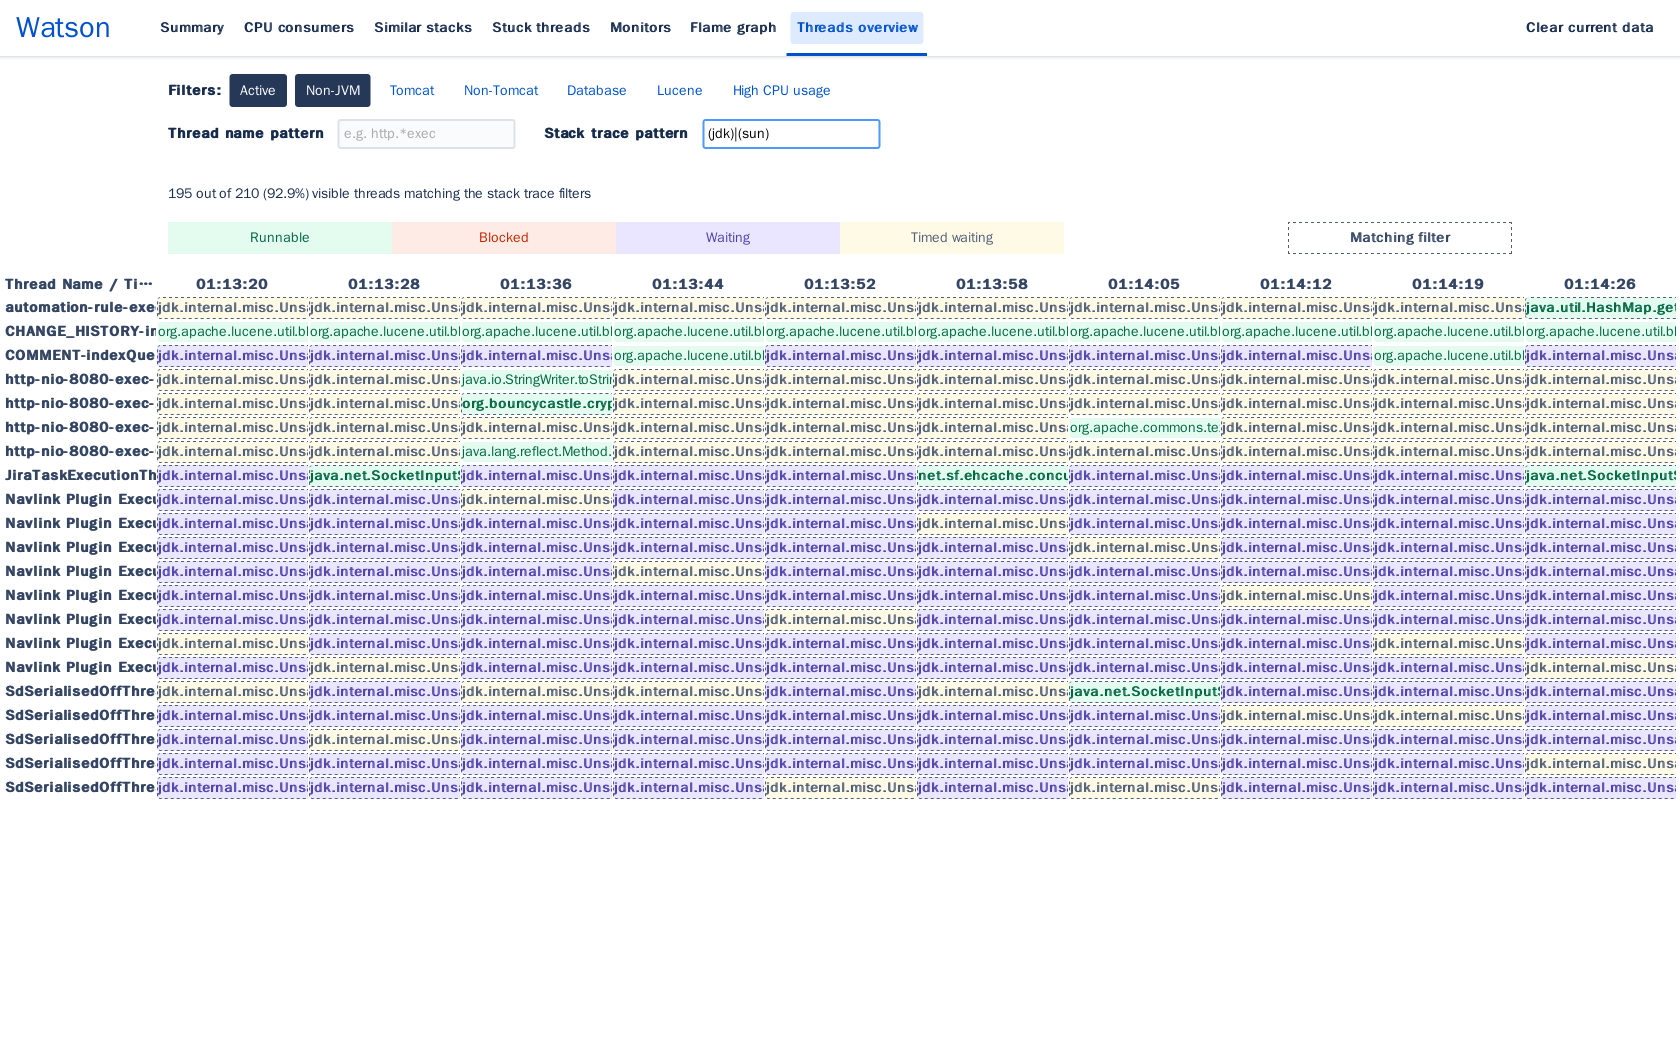 Watson Summary CPU consumers Similar stacks Stuck threads Monitors Flame graph Threads overview Clear current data
Filters: Active Non-JVM Tomcat Non-Tomcat Database Lucene High CPU usage
Thread name pattern e.g. http.*exec Stack trace pattern (jdk)|(sun)
195 out of 210 (92.9%) visible threads matching the stack trace filters
Runnable Blocked Waiting Timed waiting Matching filter
Thread Name / Ti… 01:13:20 01:13:28 01:13:36 01:13:44 01:13:52 01:13:58 01:14:05 01:14:12 01:14:19 01:14:26
automation-rule-exe jdk.internal.misc.Uns jdk.internal.misc.Uns jdk.internal.misc.Uns jdk.internal.misc.Uns jdk.internal.misc.Uns jdk.internal.misc.Uns jdk.internal.misc.Uns jdk.internal.misc.Uns jdk.internal.misc.Uns java.util.HashMap.get
CHANGE_HISTORY-in org.apache.lucene.util.bl org.apache.lucene.util.bl org.apache.lucene.util.bl org.apache.lucene.util.bl org.apache.lucene.util.bl org.apache.lucene.util.bl org.apache.lucene.util.bl org.apache.lucene.util.bl org.apache.lucene.util.bl org.apache.lucene.util.bl
COMMENT-indexQue jdk.internal.misc.Uns jdk.internal.misc.Uns jdk.internal.misc.Uns org.apache.lucene.util.bl jdk.internal.misc.Uns jdk.internal.misc.Uns jdk.internal.misc.Uns jdk.internal.misc.Uns org.apache.lucene.util.bl jdk.internal.misc.Uns
http-nio-8080-exec- jdk.internal.misc.Uns jdk.internal.misc.Uns java.io.StringWriter.toStrin jdk.internal.misc.Uns jdk.internal.misc.Uns jdk.internal.misc.Uns jdk.internal.misc.Uns jdk.internal.misc.Uns jdk.internal.misc.Uns jdk.internal.misc.Uns
http-nio-8080-exec- jdk.internal.misc.Uns jdk.internal.misc.Uns org.bouncycastle.cryp jdk.internal.misc.Uns jdk.internal.misc.Uns jdk.internal.misc.Uns jdk.internal.misc.Uns jdk.internal.misc.Uns jdk.internal.misc.Uns jdk.internal.misc.Uns
http-nio-8080-exec- jdk.internal.misc.Uns jdk.internal.misc.Uns jdk.internal.misc.Uns jdk.internal.misc.Uns jdk.internal.misc.Uns jdk.internal.misc.Uns org.apache.commons.te jdk.internal.misc.Uns jdk.internal.misc.Uns jdk.internal.misc.Uns
http-nio-8080-exec- jdk.internal.misc.Uns jdk.internal.misc.Uns java.lang.reflect.Method. jdk.internal.misc.Uns jdk.internal.misc.Uns jdk.internal.misc.Uns jdk.internal.misc.Uns jdk.internal.misc.Uns jdk.internal.misc.Uns jdk.internal.misc.Uns
JiraTaskExecutionTh jdk.internal.misc.Uns java.net.SocketInputS jdk.internal.misc.Uns jdk.internal.misc.Uns jdk.internal.misc.Uns net.sf.ehcache.concu jdk.internal.misc.Uns jdk.internal.misc.Uns jdk.internal.misc.Uns java.net.SocketInputS
Navlink Plugin Execu jdk.internal.misc.Uns jdk.internal.misc.Uns jdk.internal.misc.Uns jdk.internal.misc.Uns jdk.internal.misc.Uns jdk.internal.misc.Uns jdk.internal.misc.Uns jdk.internal.misc.Uns jdk.internal.misc.Uns jdk.internal.misc.Uns
Navlink Plugin Execu jdk.internal.misc.Uns jdk.internal.misc.Uns jdk.internal.misc.Uns jdk.internal.misc.Uns jdk.internal.misc.Uns jdk.internal.misc.Uns jdk.internal.misc.Uns jdk.internal.misc.Uns jdk.internal.misc.Uns jdk.internal.misc.Uns
Navlink Plugin Execu jdk.internal.misc.Uns jdk.internal.misc.Uns jdk.internal.misc.Uns jdk.internal.misc.Uns jdk.internal.misc.Uns jdk.internal.misc.Uns jdk.internal.misc.Uns jdk.internal.misc.Uns jdk.internal.misc.Uns jdk.internal.misc.Uns
Navlink Plugin Execu jdk.internal.misc.Uns jdk.internal.misc.Uns jdk.internal.misc.Uns jdk.internal.misc.Uns jdk.internal.misc.Uns jdk.internal.misc.Uns jdk.internal.misc.Uns jdk.internal.misc.Uns jdk.internal.misc.Uns jdk.internal.misc.Uns
Navlink Plugin Execu jdk.internal.misc.Uns jdk.internal.misc.Uns jdk.internal.misc.Uns jdk.internal.misc.Uns jdk.internal.misc.Uns jdk.internal.misc.Uns jdk.internal.misc.Uns jdk.internal.misc.Uns jdk.internal.misc.Uns jdk.internal.misc.Uns
Navlink Plugin Execu jdk.internal.misc.Uns jdk.internal.misc.Uns jdk.internal.misc.Uns jdk.internal.misc.Uns jdk.internal.misc.Uns jdk.internal.misc.Uns jdk.internal.misc.Uns jdk.internal.misc.Uns jdk.internal.misc.Uns jdk.internal.misc.Uns
Navlink Plugin Execu jdk.internal.misc.Uns jdk.internal.misc.Uns jdk.internal.misc.Uns jdk.internal.misc.Uns jdk.internal.misc.Uns jdk.internal.misc.Uns jdk.internal.misc.Uns jdk.internal.misc.Uns jdk.internal.misc.Uns jdk.internal.misc.Uns
Navlink Plugin Execu jdk.internal.misc.Uns jdk.internal.misc.Uns jdk.internal.misc.Uns jdk.internal.misc.Uns jdk.internal.misc.Uns jdk.internal.misc.Uns jdk.internal.misc.Uns jdk.internal.misc.Uns jdk.internal.misc.Uns jdk.internal.misc.Uns
SdSerialisedOffThre jdk.internal.misc.Uns jdk.internal.misc.Uns jdk.internal.misc.Uns jdk.internal.misc.Uns jdk.internal.misc.Uns jdk.internal.misc.Uns java.net.SocketInputS jdk.internal.misc.Uns jdk.internal.misc.Uns jdk.internal.misc.Uns
SdSerialisedOffThre jdk.internal.misc.Uns jdk.internal.misc.Uns jdk.internal.misc.Uns jdk.internal.misc.Uns jdk.internal.misc.Uns jdk.internal.misc.Uns jdk.internal.misc.Uns jdk.internal.misc.Uns jdk.internal.misc.Uns jdk.internal.misc.Uns
SdSerialisedOffThre jdk.internal.misc.Uns jdk.internal.misc.Uns jdk.internal.misc.Uns jdk.internal.misc.Uns jdk.internal.misc.Uns jdk.internal.misc.Uns jdk.internal.misc.Uns jdk.internal.misc.Uns jdk.internal.misc.Uns jdk.internal.misc.Uns
SdSerialisedOffThre jdk.internal.misc.Uns jdk.internal.misc.Uns jdk.internal.misc.Uns jdk.internal.misc.Uns jdk.internal.misc.Uns jdk.internal.misc.Uns jdk.internal.misc.Uns jdk.internal.misc.Uns jdk.internal.misc.Uns jdk.internal.misc.Uns
SdSerialisedOffThre jdk.internal.misc.Uns jdk.internal.misc.Uns jdk.internal.misc.Uns jdk.internal.misc.Uns jdk.internal.misc.Uns jdk.internal.misc.Uns jdk.internal.misc.Uns jdk.internal.misc.Uns jdk.internal.misc.Uns jdk.internal.misc.Uns